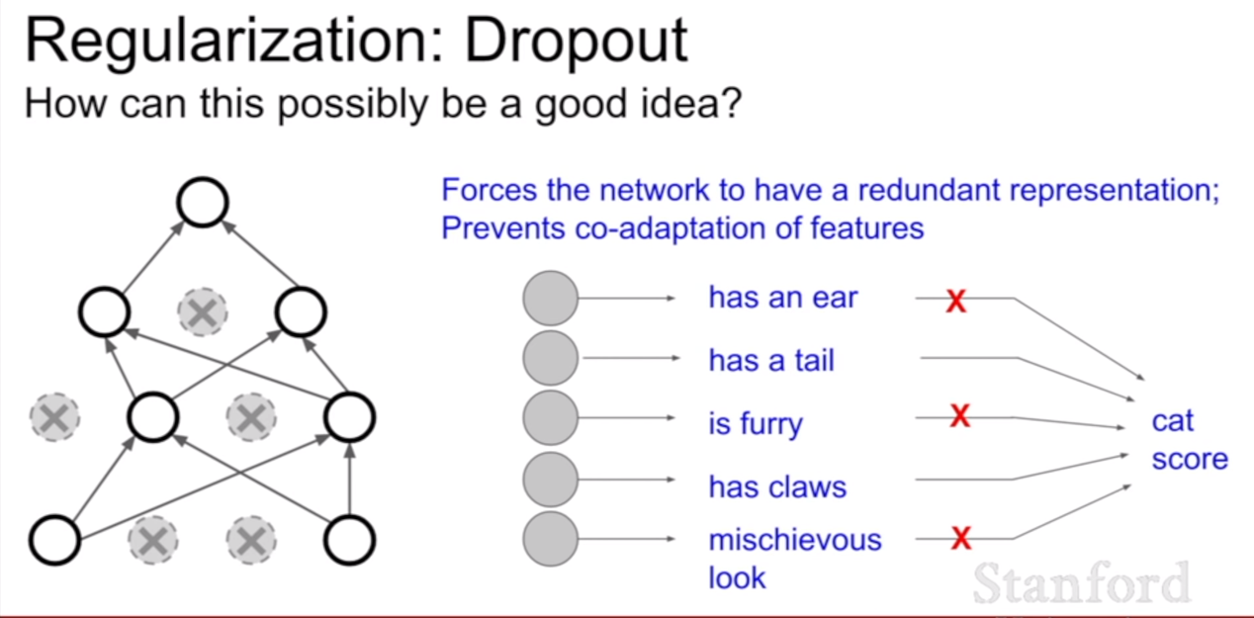 Regularization: Dropout
How can this possibly be a good idea?
Forces the network to have a redundant representation;
Prevents co-adaptation of features
has an ear
X
has a tail
is furry
X
has claws
mischievous
look
X
cat
score
Stanford